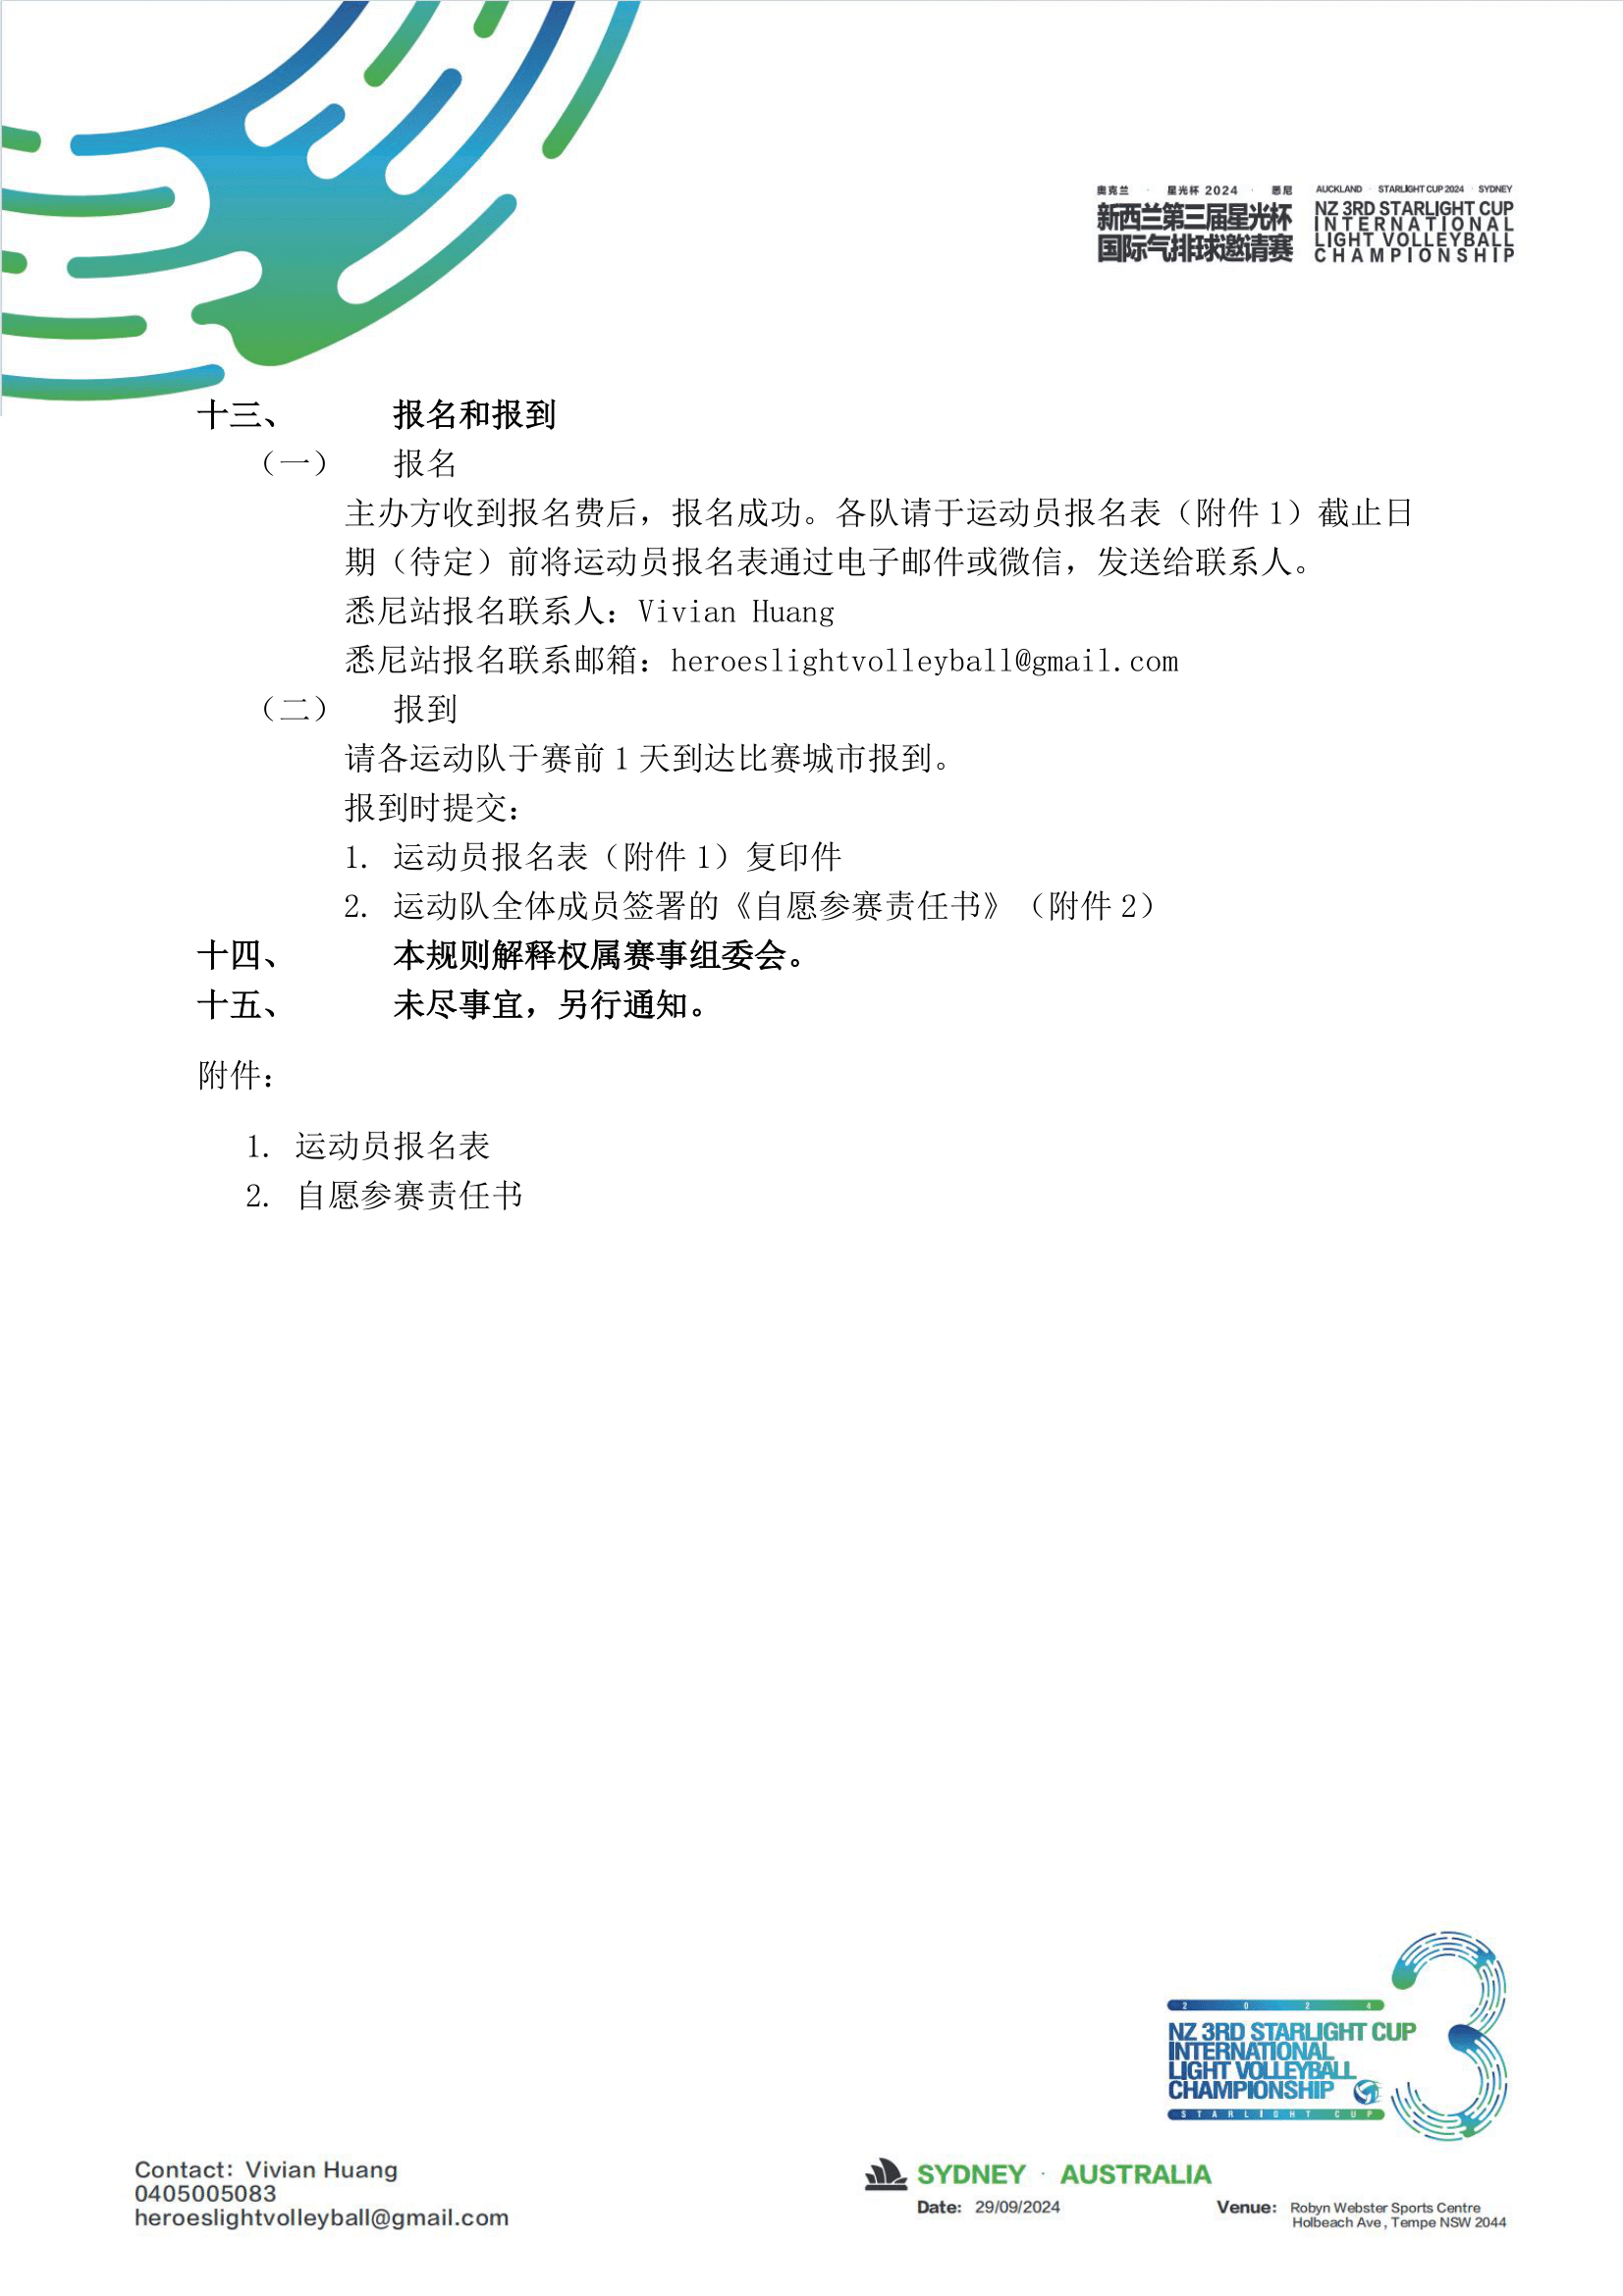 奥克兰 · 星光杯 2024 · 悉尼
新西兰第三届星光杯
国际气排球邀请赛
AUCKLAND · STARLIGHT CUP 2024 · SYDNEY
NZ 3RD STARLIGHT CUP
INTERNATIONAL
LIGHT VOLLEYBALL
CHAMPIONSHIP
十三、 报名和报到
（一） 报名
主办方收到报名费后，报名成功。各队请于运动员报名表（附件 1）截止日
期（待定）前将运动员报名表通过电子邮件或微信，发送给联系人。
悉尼站报名联系人：Vivian Huang
悉尼站报名联系邮箱：heroeslightvolleyball@gmail.com
（二） 报到
请各运动队于赛前 1 天到达比赛城市报到。
报到时提交：
1. 运动员报名表（附件 1）复印件
2. 运动队全体成员签署的《自愿参赛责任书》（附件 2）
十四、 本规则解释权属赛事组委会。
十五、 未尽事宜，另行通知。
附件：
1. 运动员报名表
2. 自愿参赛责任书
2 0 2 4
NZ 3RD STARLIGHT CUP
INTERNATIONAL
LIGHT VOLLEYBALL
CHAMPIONSHIP
STARLIGHT CUP
3
Contact：Vivian Huang
0405005083
heroeslightvolleyball@gmail.com
SYDNEY · AUSTRALIA
Date: 29/09/2024
Venue: Robyn Webster Sports Centre
Holbeach Ave, Tempe NSW 2044